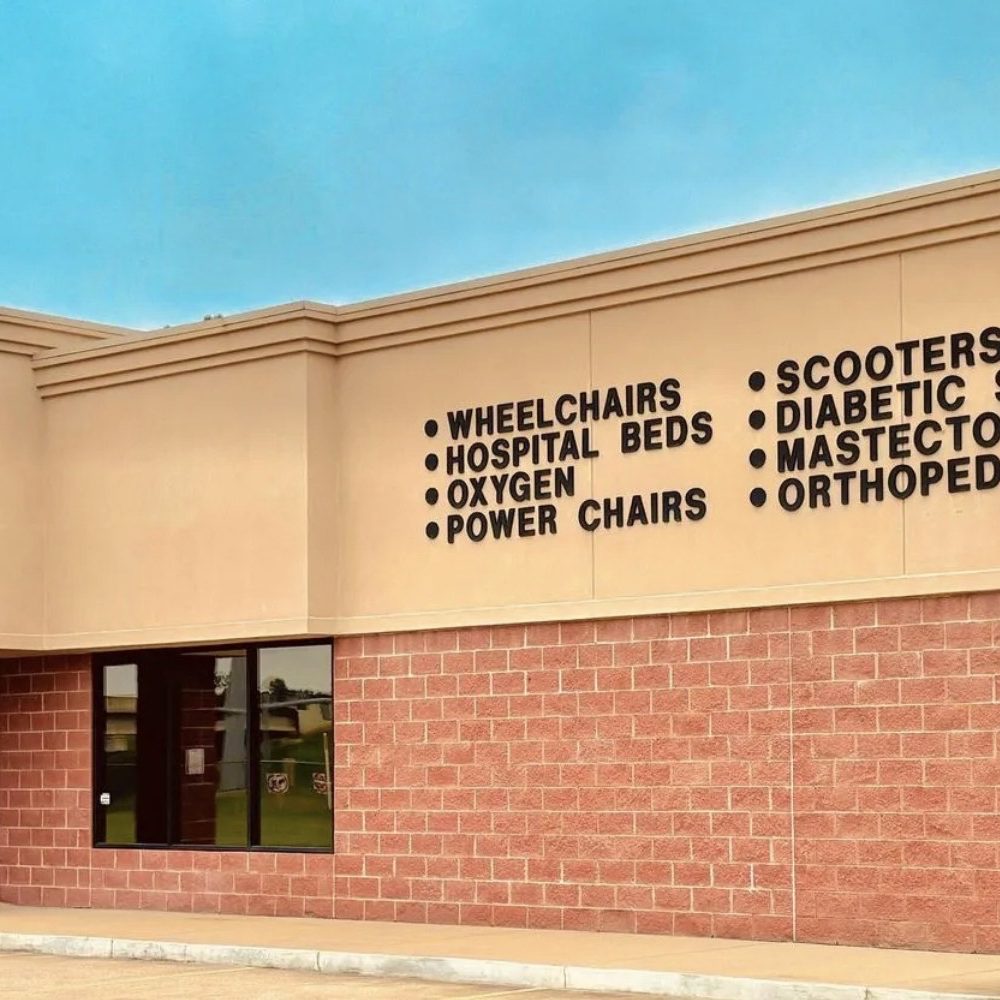 • WHEELCHAIRS
• HOSPITAL BEDS
• OXYGEN
• POWER CHAIRS
• SCOOTERS
• DIABETIC S
• MASTECTO
• ORTHOPED